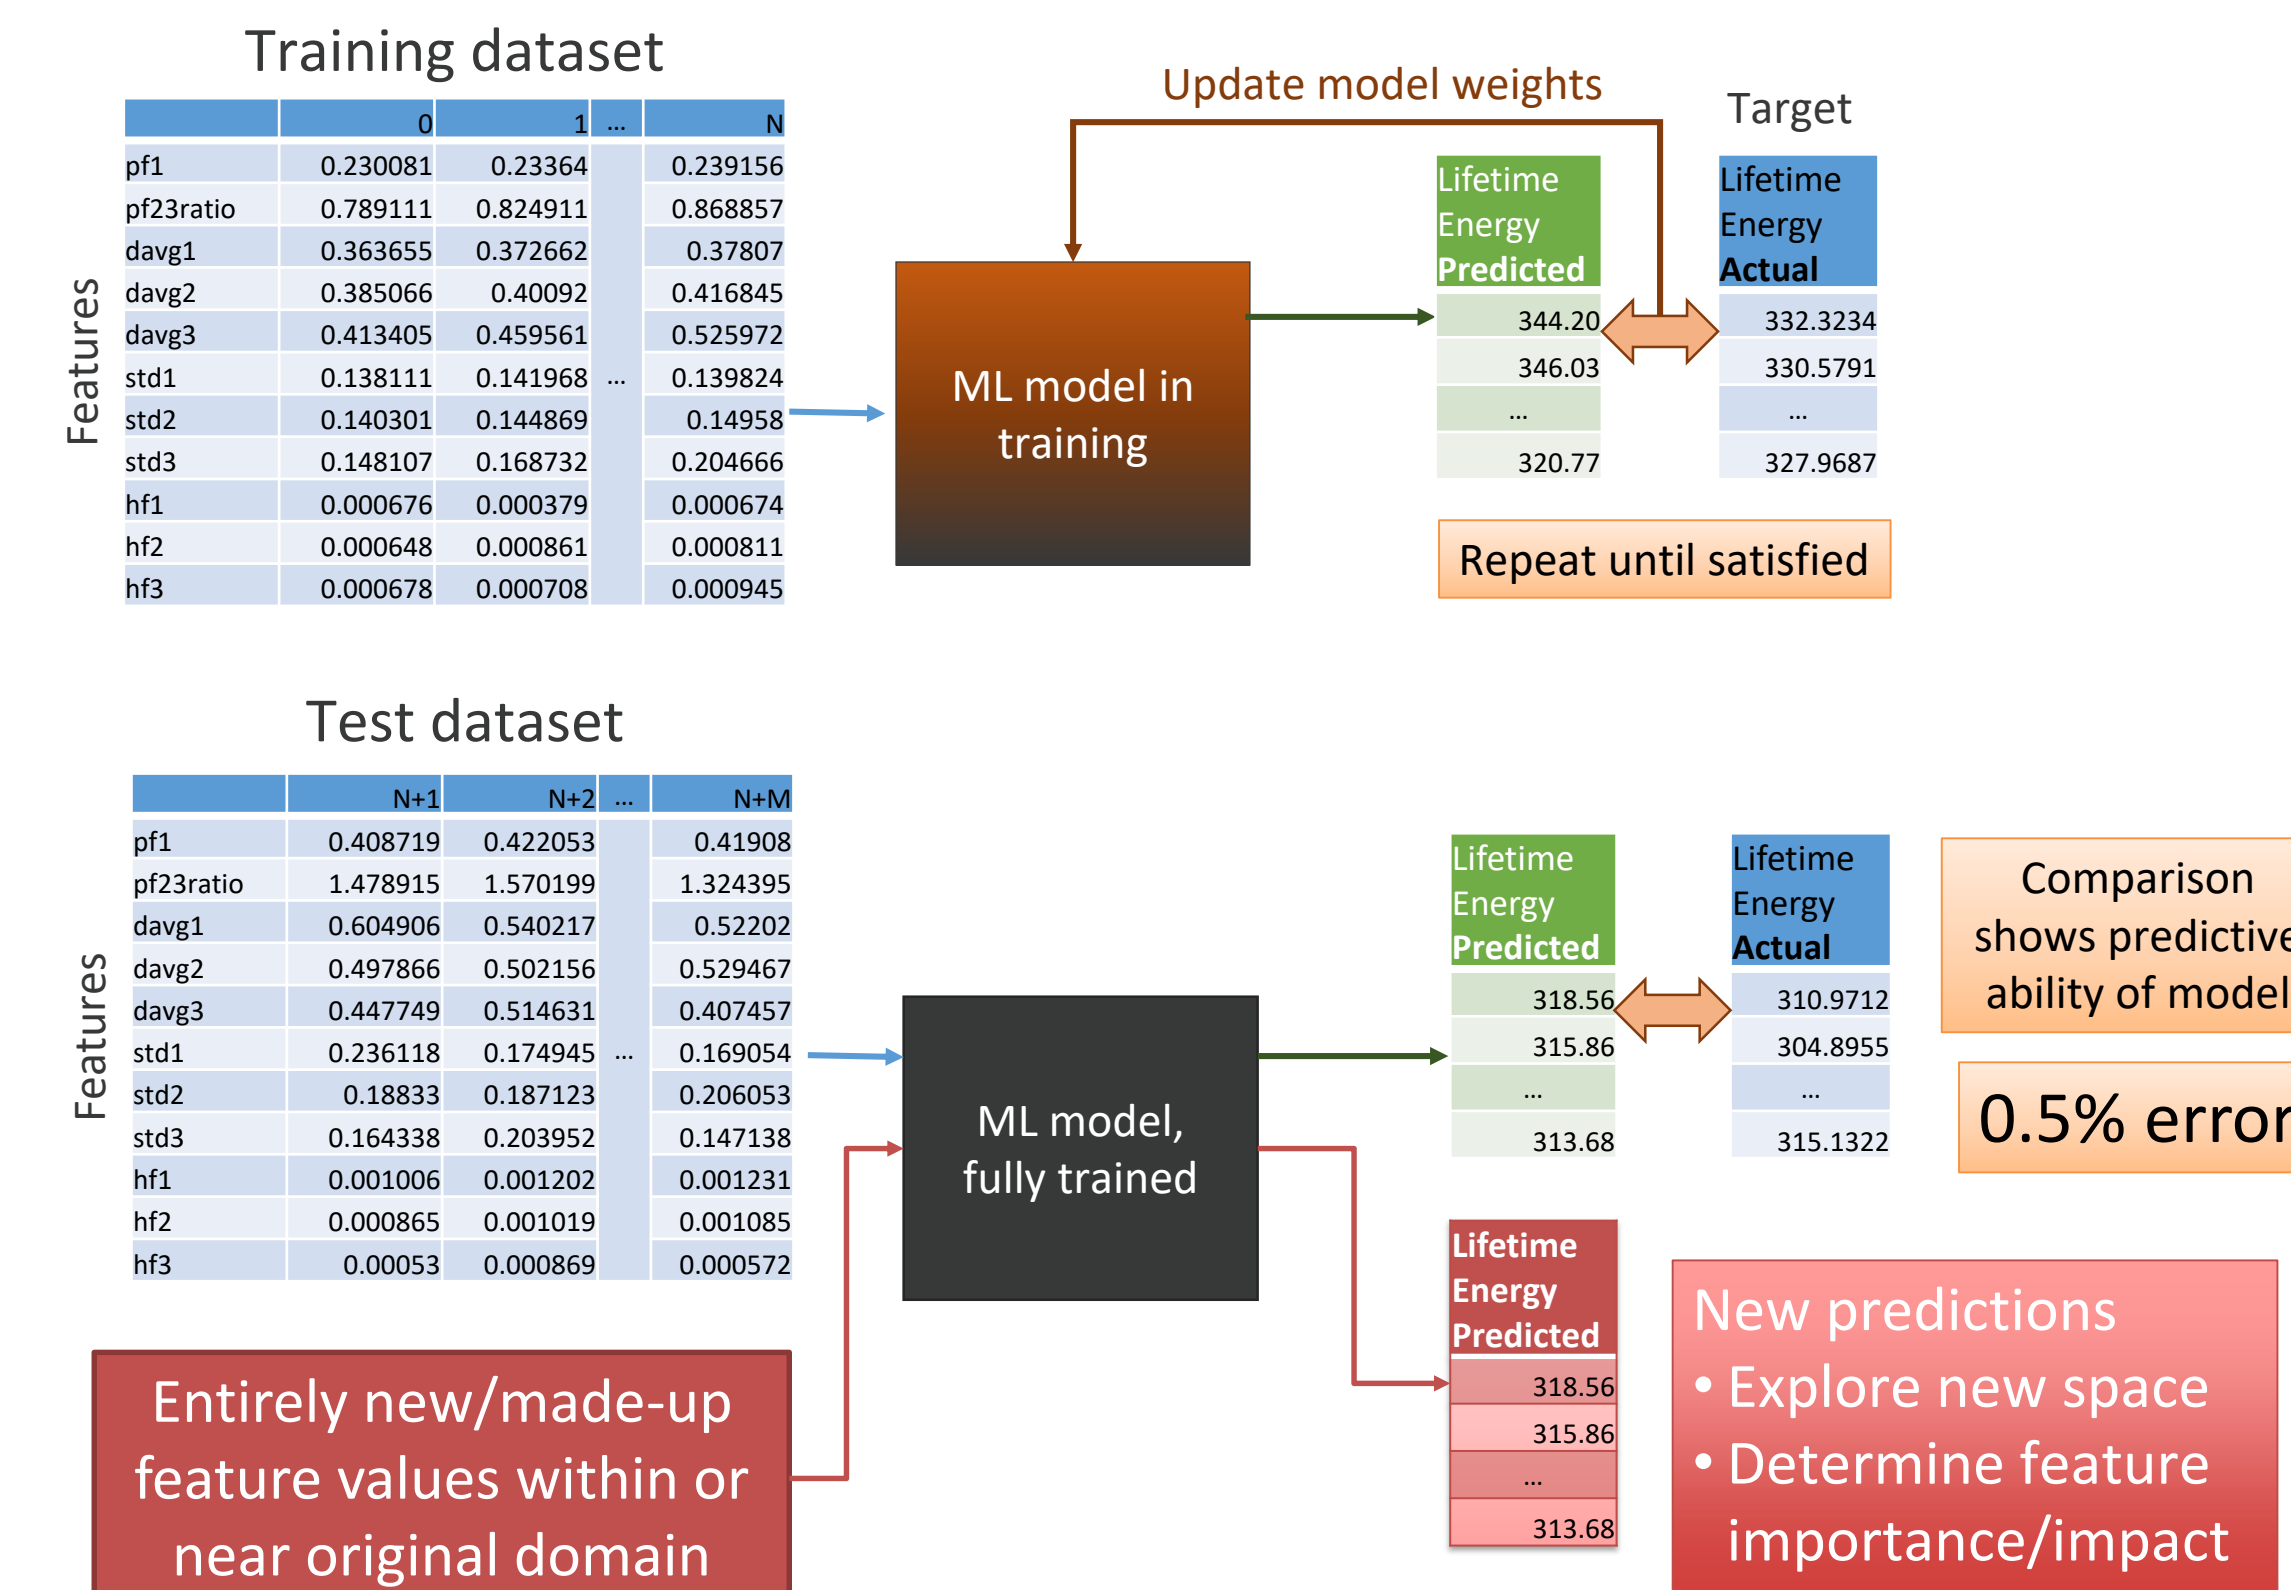 Training dataset
Update model weights
Target
Features
0 1 ... N
pf1 0.230081 0.23364 0.239156
pf23ratio 0.789111 0.824911 0.868857
davg1 0.363655 0.372662 0.37807
davg2 0.385066 0.40092 0.416845
davg3 0.413405 0.459561 0.525972
std1 0.138111 0.141968 ... 0.139824
std2 0.140301 0.144869 0.14958
std3 0.148107 0.168732 0.204666
hf1 0.000676 0.000379 0.000674
hf2 0.000648 0.000861 0.000811
hf3 0.000678 0.000708 0.000945
ML model in
training
Lifetime
Energy
Predicted
344.20
346.03
...
320.77
Lifetime
Energy
Actual
332.3234
330.5791
...
327.9687
Repeat until satisfied
Test dataset
Features
N+1 N+2 ... N+M
pf1 0.408719 0.422053 0.41908
pf23ratio 1.478915 1.570199 1.324395
davg1 0.604906 0.540217 0.52202
davg2 0.497866 0.502156 0.529467
davg3 0.447749 0.514631 0.407457
std1 0.236118 0.174945 ... 0.169054
std2 0.18833 0.187123 0.206053
std3 0.164338 0.203952 0.147138
hf1 0.001006 0.001202 0.001231
hf2 0.000865 0.001019 0.001085
hf3 0.00053 0.000869 0.000572
ML model,
fully trained
Lifetime
Energy
Predicted
318.56
315.86
...
313.68
Lifetime
Energy
Actual
310.9712
304.8955
...
315.1322
Comparison
shows predictive
ability of model
0.5% error
Entirely new/made-up
feature values within or
near original domain
Lifetime
Energy
Predicted
318.56
315.86
...
313.68
New predictions
• Explore new space
• Determine feature
importance/impact